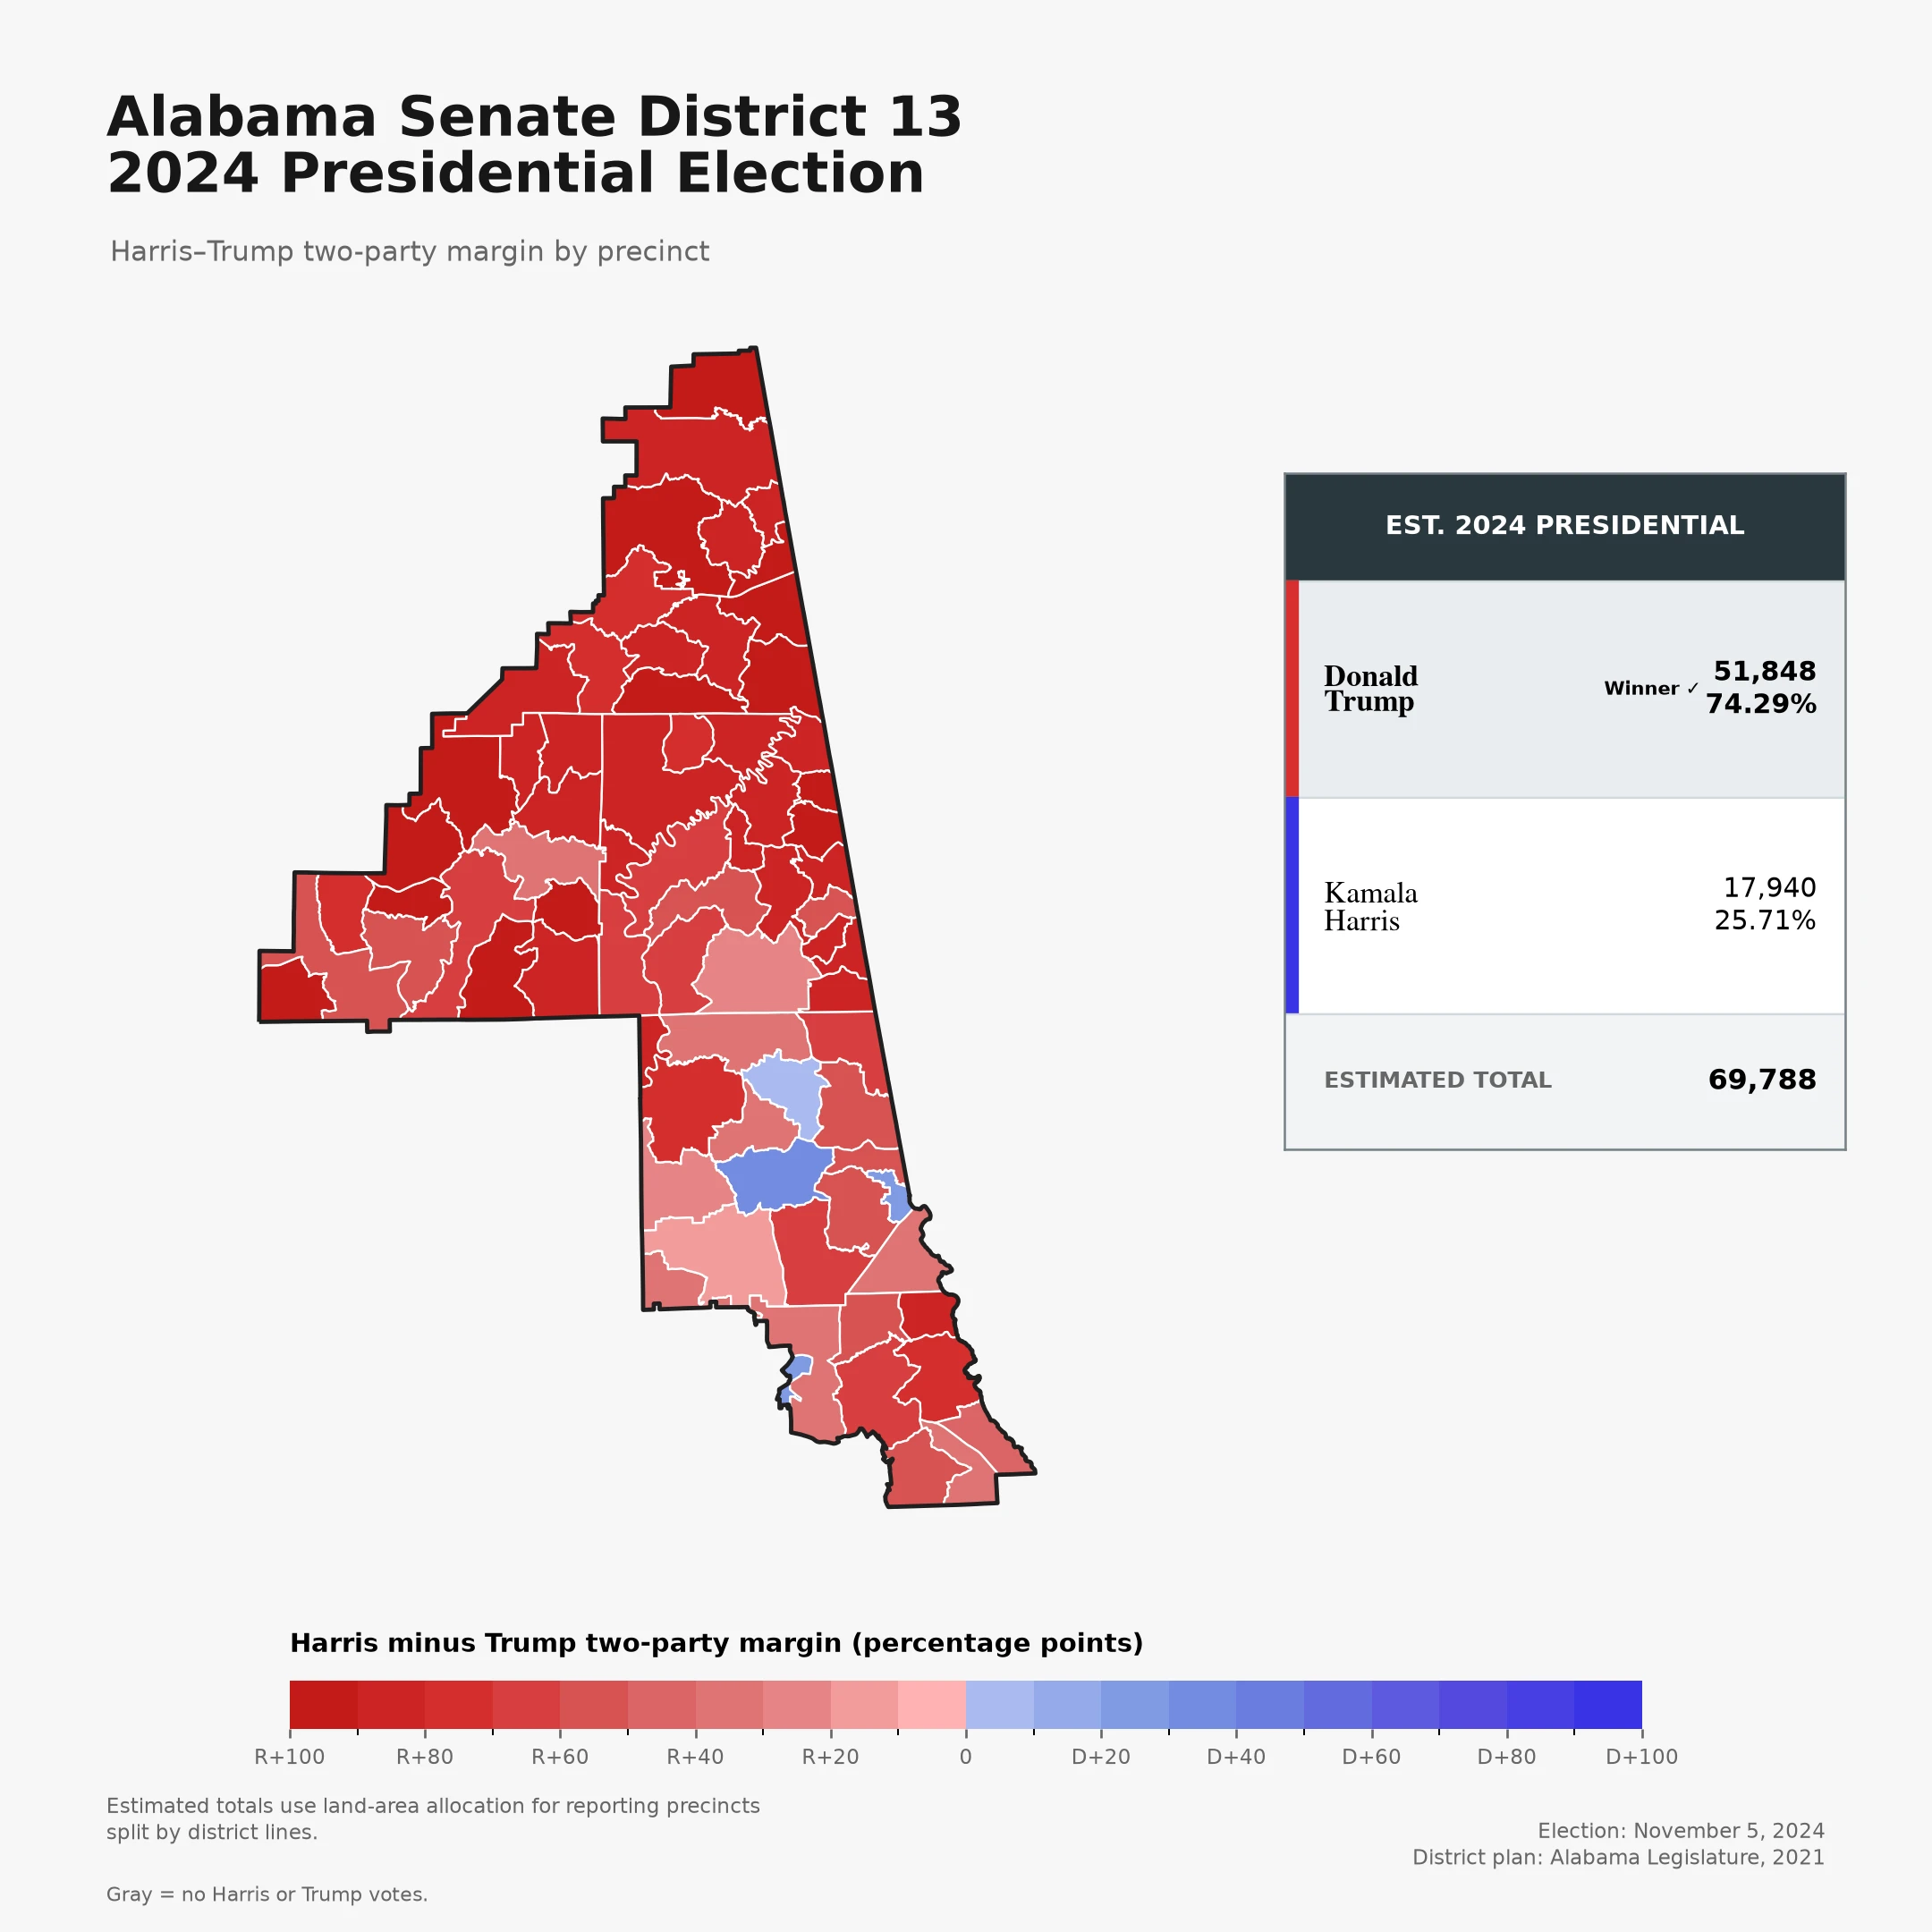 Alabama Senate District 13
2024 Presidential Election
Harris–Trump two-party margin by precinct
EST. 2024 PRESIDENTIAL
Donald
Trump
Winner ✓
51,848
74.29%
Kamala
Harris
17,940
25.71%
ESTIMATED TOTAL
69,788
Harris minus Trump two-party margin (percentage points)
R+100 R+80 R+60 R+40 R+20 0 D+20 D+40 D+60 D+80 D+100
Estimated totals use land-area allocation for reporting precincts
split by district lines.
Gray = no Harris or Trump votes.
Election: November 5, 2024
District plan: Alabama Legislature, 2021